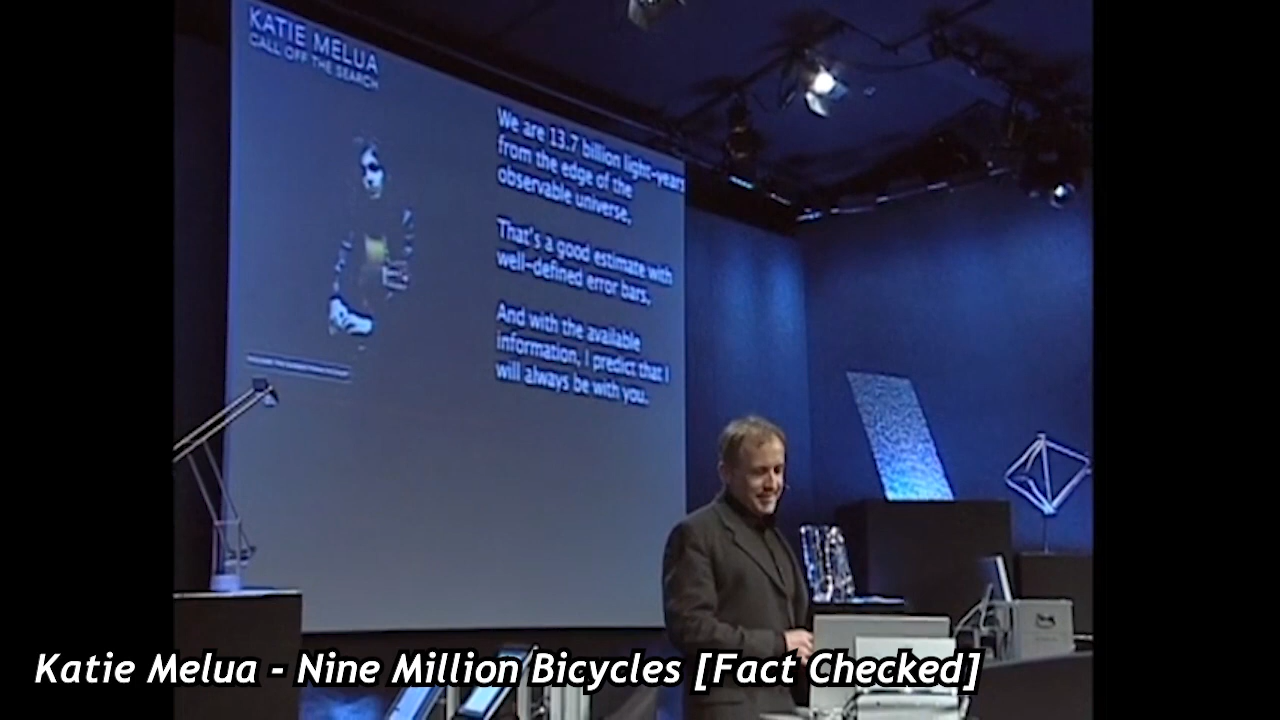 KATIE MELUA
CALL OFF THE SEARCH
We are 13.7 billion light-years
from the edge of the
observable universe,
That's a good estimate with
well-defined error bars,
And with the available
information, I predict that I
will always be with you.
Katie Melua - Nine Million Bicycles [Fact Checked]